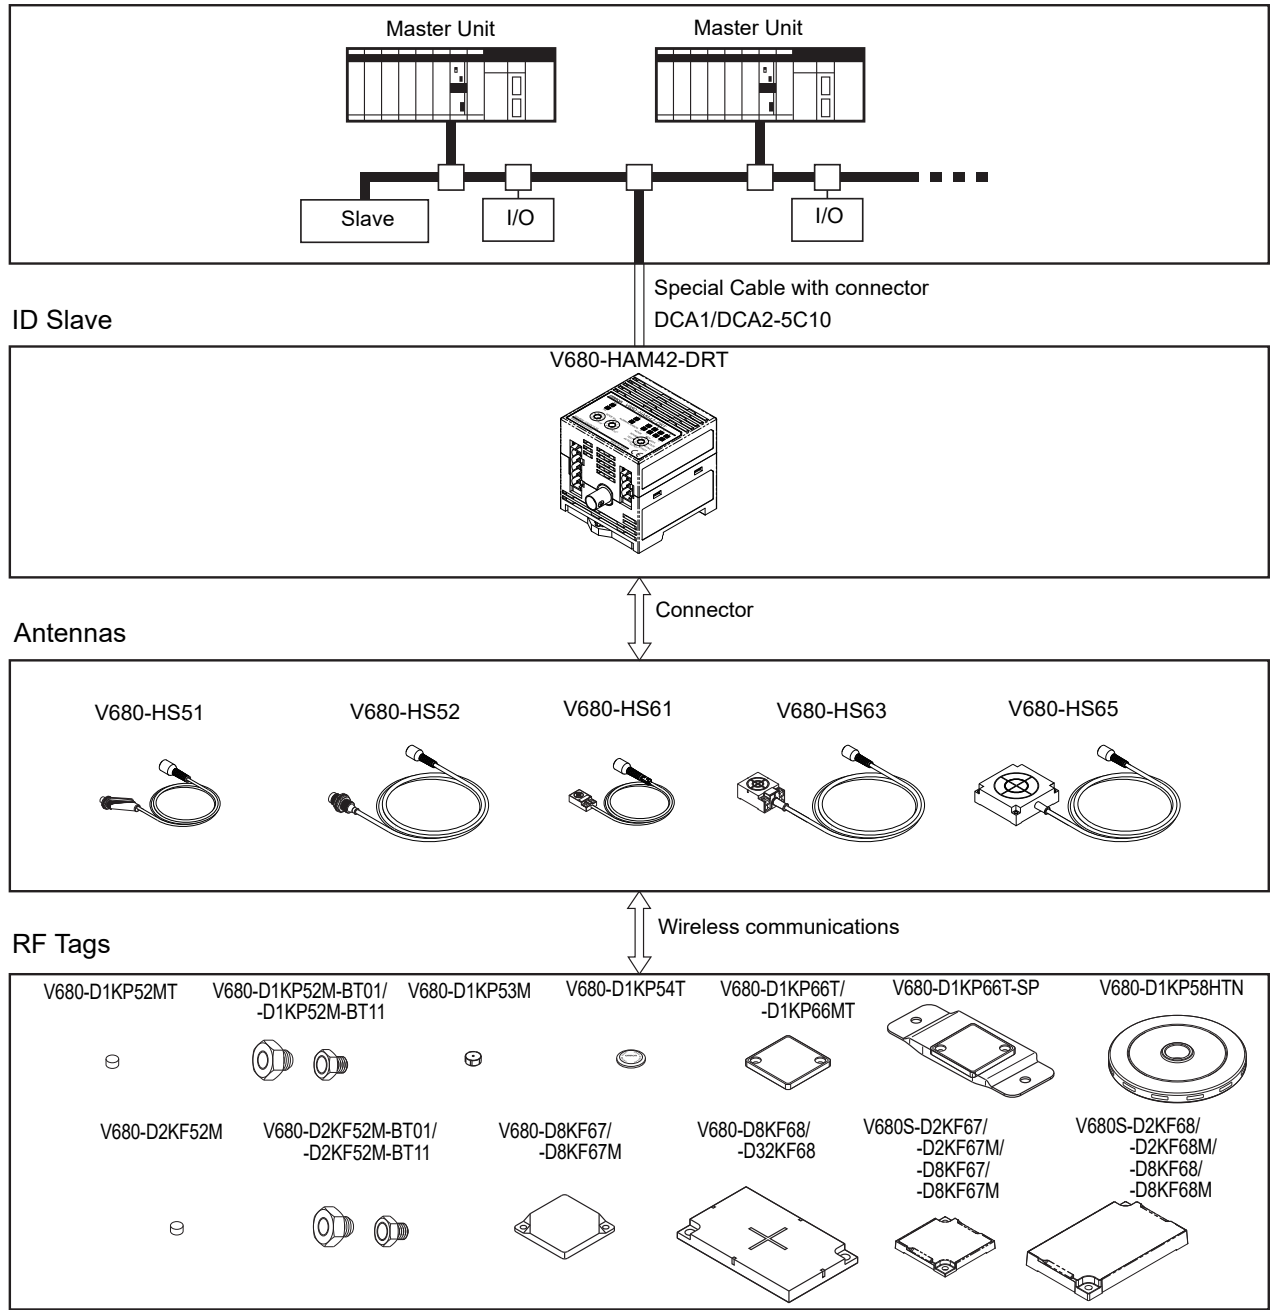 Master Unit
Master Unit
Slave
I/O
I/O
Special Cable with connector
DCA1/DCA2-5C10
ID Slave
V680-HAM42-DRT
Connector
Antennas
V680-HS51
V680-HS52
V680-HS61
V680-HS63
V680-HS65
Wireless communications
RF Tags
V680-D1KP52MT
V680-D1KP52M-BT01/
-D1KP52M-BT11
V680-D1KP53M
V680-D1KP54T
V680-D1KP66T/
-D1KP66MT
V680-D1KP66T-SP
V680-D1KP58HTN
V680-D2KF52M
V680-D2KF52M-BT01/
-D2KF52M-BT11
V680-D8KF67/
-D8KF67M
V680-D8KF68/
-D32KF68
V680S-D2KF67/
-D2KF67M/
-D8KF67/
-D8KF67M
V680S-D2KF68/
-D2KF68M/
-D8KF68/
-D8KF68M